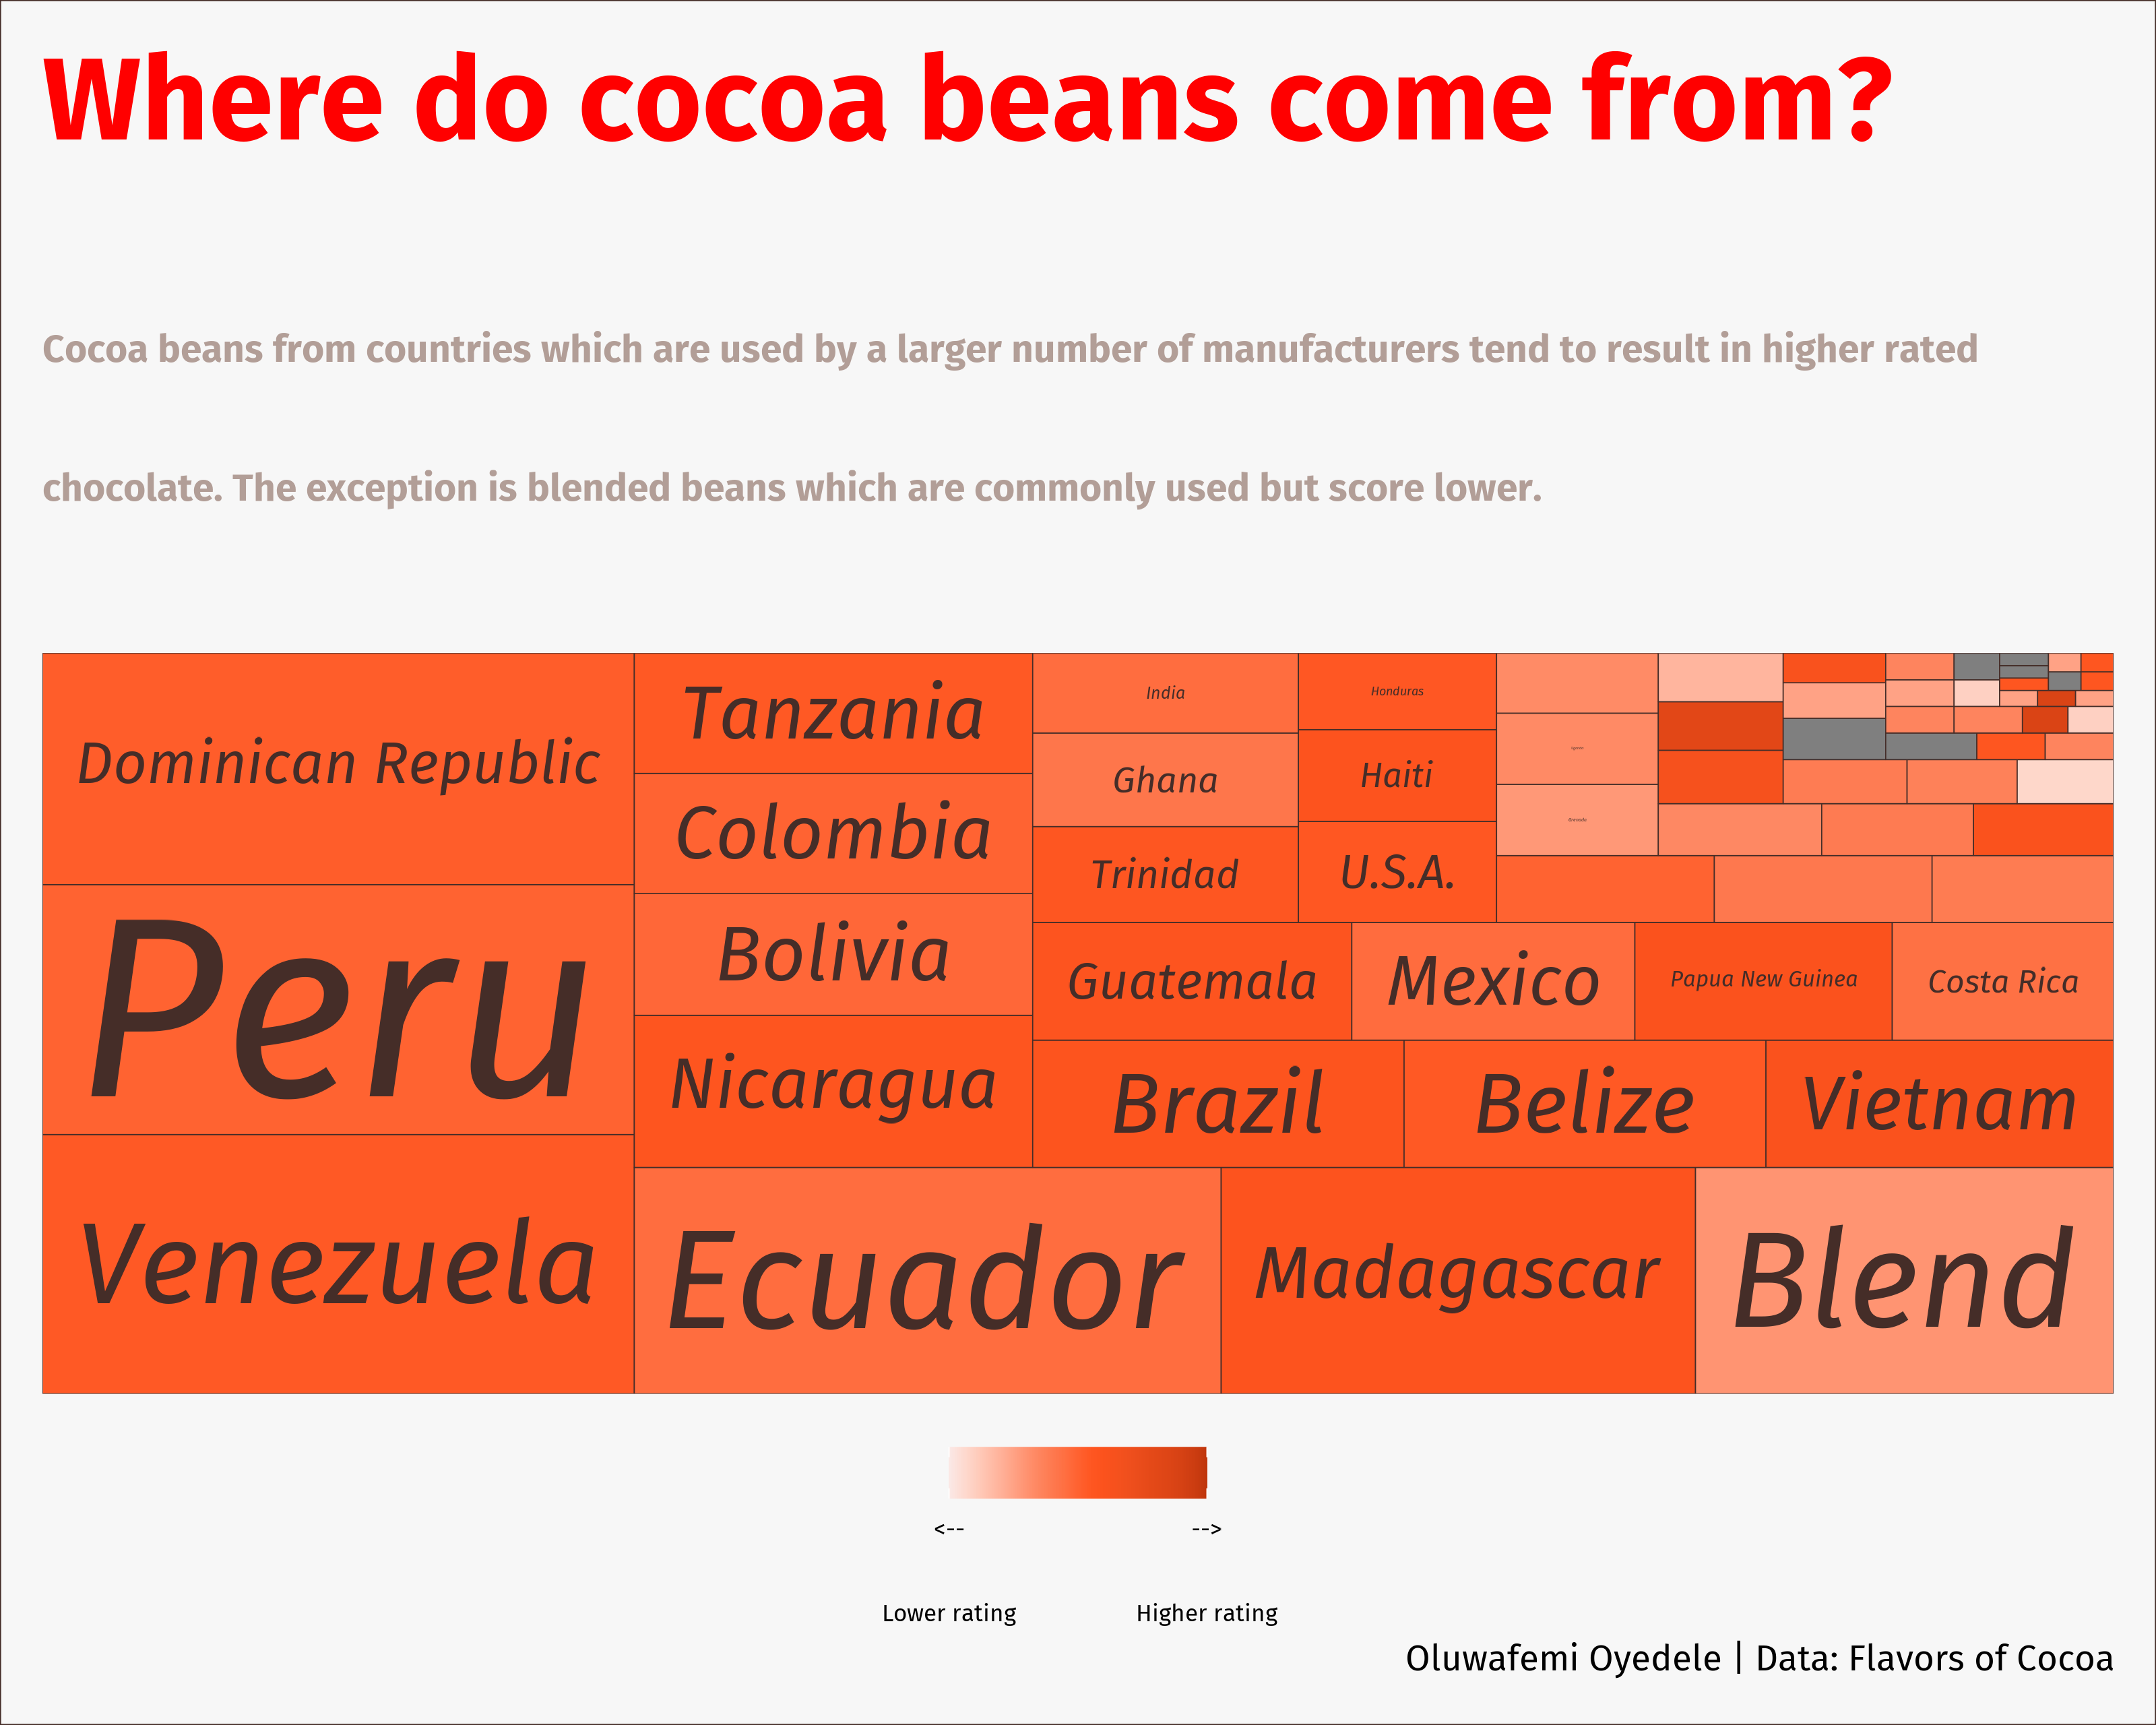 Where do cocoa beans come from?
Cocoa beans from countries which are used by a larger number of manufacturers tend to result in higher rated
chocolate. The exception is blended beans which are commonly used but score lower.
Dominican Republic
Peru
Venezuela
Tanzania
Colombia
Bolivia
Nicaragua
Ecuador
Madagascar
Blend
India
Ghana
Trinidad
Honduras
Haiti
U.S.A.
Guatemala
Mexico
Papua New Guinea
Costa Rica
Brazil
Belize
Vietnam
Grenada
<-- -->
Lower rating Higher rating
Oluwafemi Oyedele | Data: Flavors of Cocoa